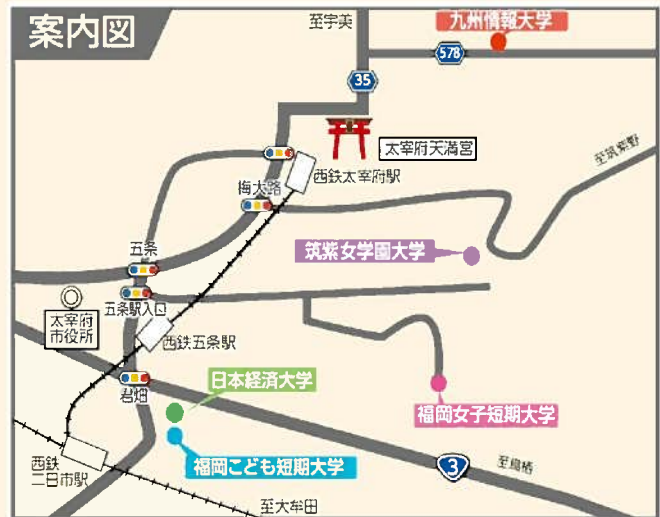 案内図
至宇美
九州情報大学
578
35
太宰府天満宮
至筑紫野
西鉄太宰府駅
梅大路
筑紫女学園大学
五条
五条駅入口
太宰府
市役所
西鉄五条駅
日本経済大学
君畑
福岡女子短期大学
福岡こども短期大学
3
至鳥栖
西鉄
二日市駅
至大牟田